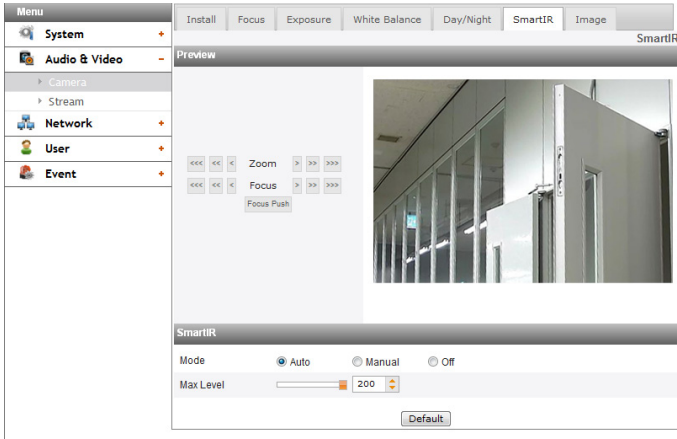 Menu
System +
Audio & Video -
Camera
Stream
Network +
User +
Event +
Install Focus Exposure White Balance Day/Night SmartIR Image
SmartIR
Preview
<<< << < Zoom > >> >>>
<<< << < Focus > >> >>>
Focus Push
SmartIR
Mode Auto Manual Off
Max Level 200
Default